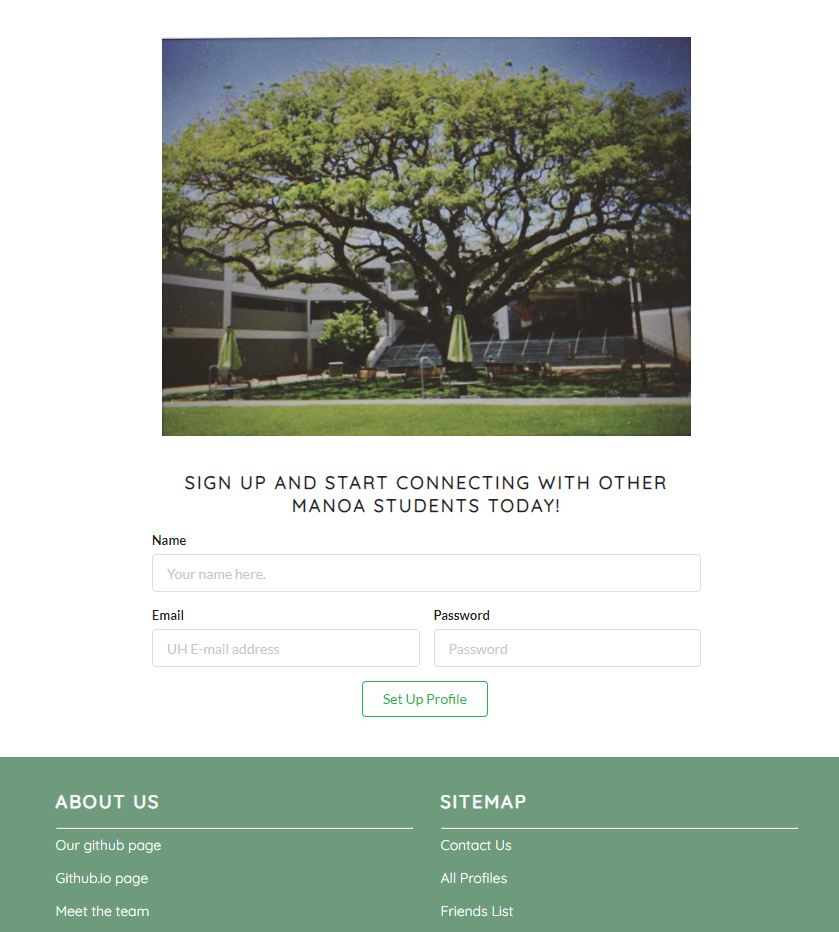 SIGN UP AND START CONNECTING WITH OTHER
MANOA STUDENTS TODAY!
Name
Your name here.
Email
Password
UH E-mail address
Password
Set Up Profile
ABOUT US
Our github page
Github.io page
Meet the team
SITEMAP
Contact Us
All Profiles
Friends List